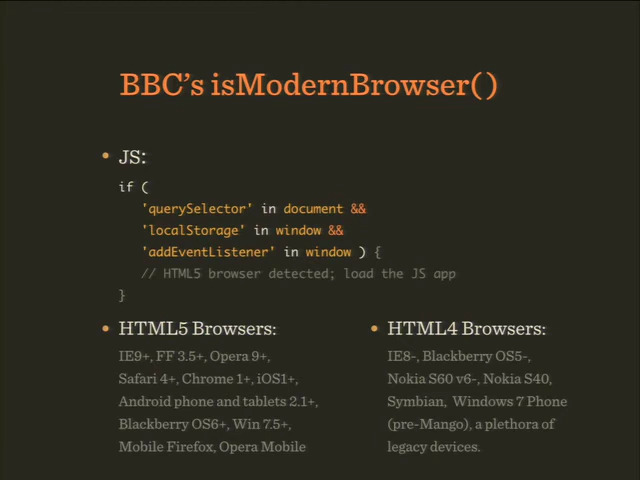 BBC's isModernBrowser()
• JS:
if (
'querySelector' in document &&
'localStorage' in window &&
'addEventListener' in window ) {
// HTML5 browser detected; load the JS app
}
• HTML5 Browsers:
IE9+, FF 3.5+, Opera 9+,
Safari 4+, Chrome 1+, iOS1+,
Android phone and tablets 2.1+,
Blackberry OS6+, Win 7.5+,
Mobile Firefox, Opera Mobile
• HTML4 Browsers:
IE8-, Blackberry OS5-,
Nokia S60 v6-, Nokia S40,
Symbian, Windows 7 Phone
(pre-Mango), a plethora of
legacy devices.